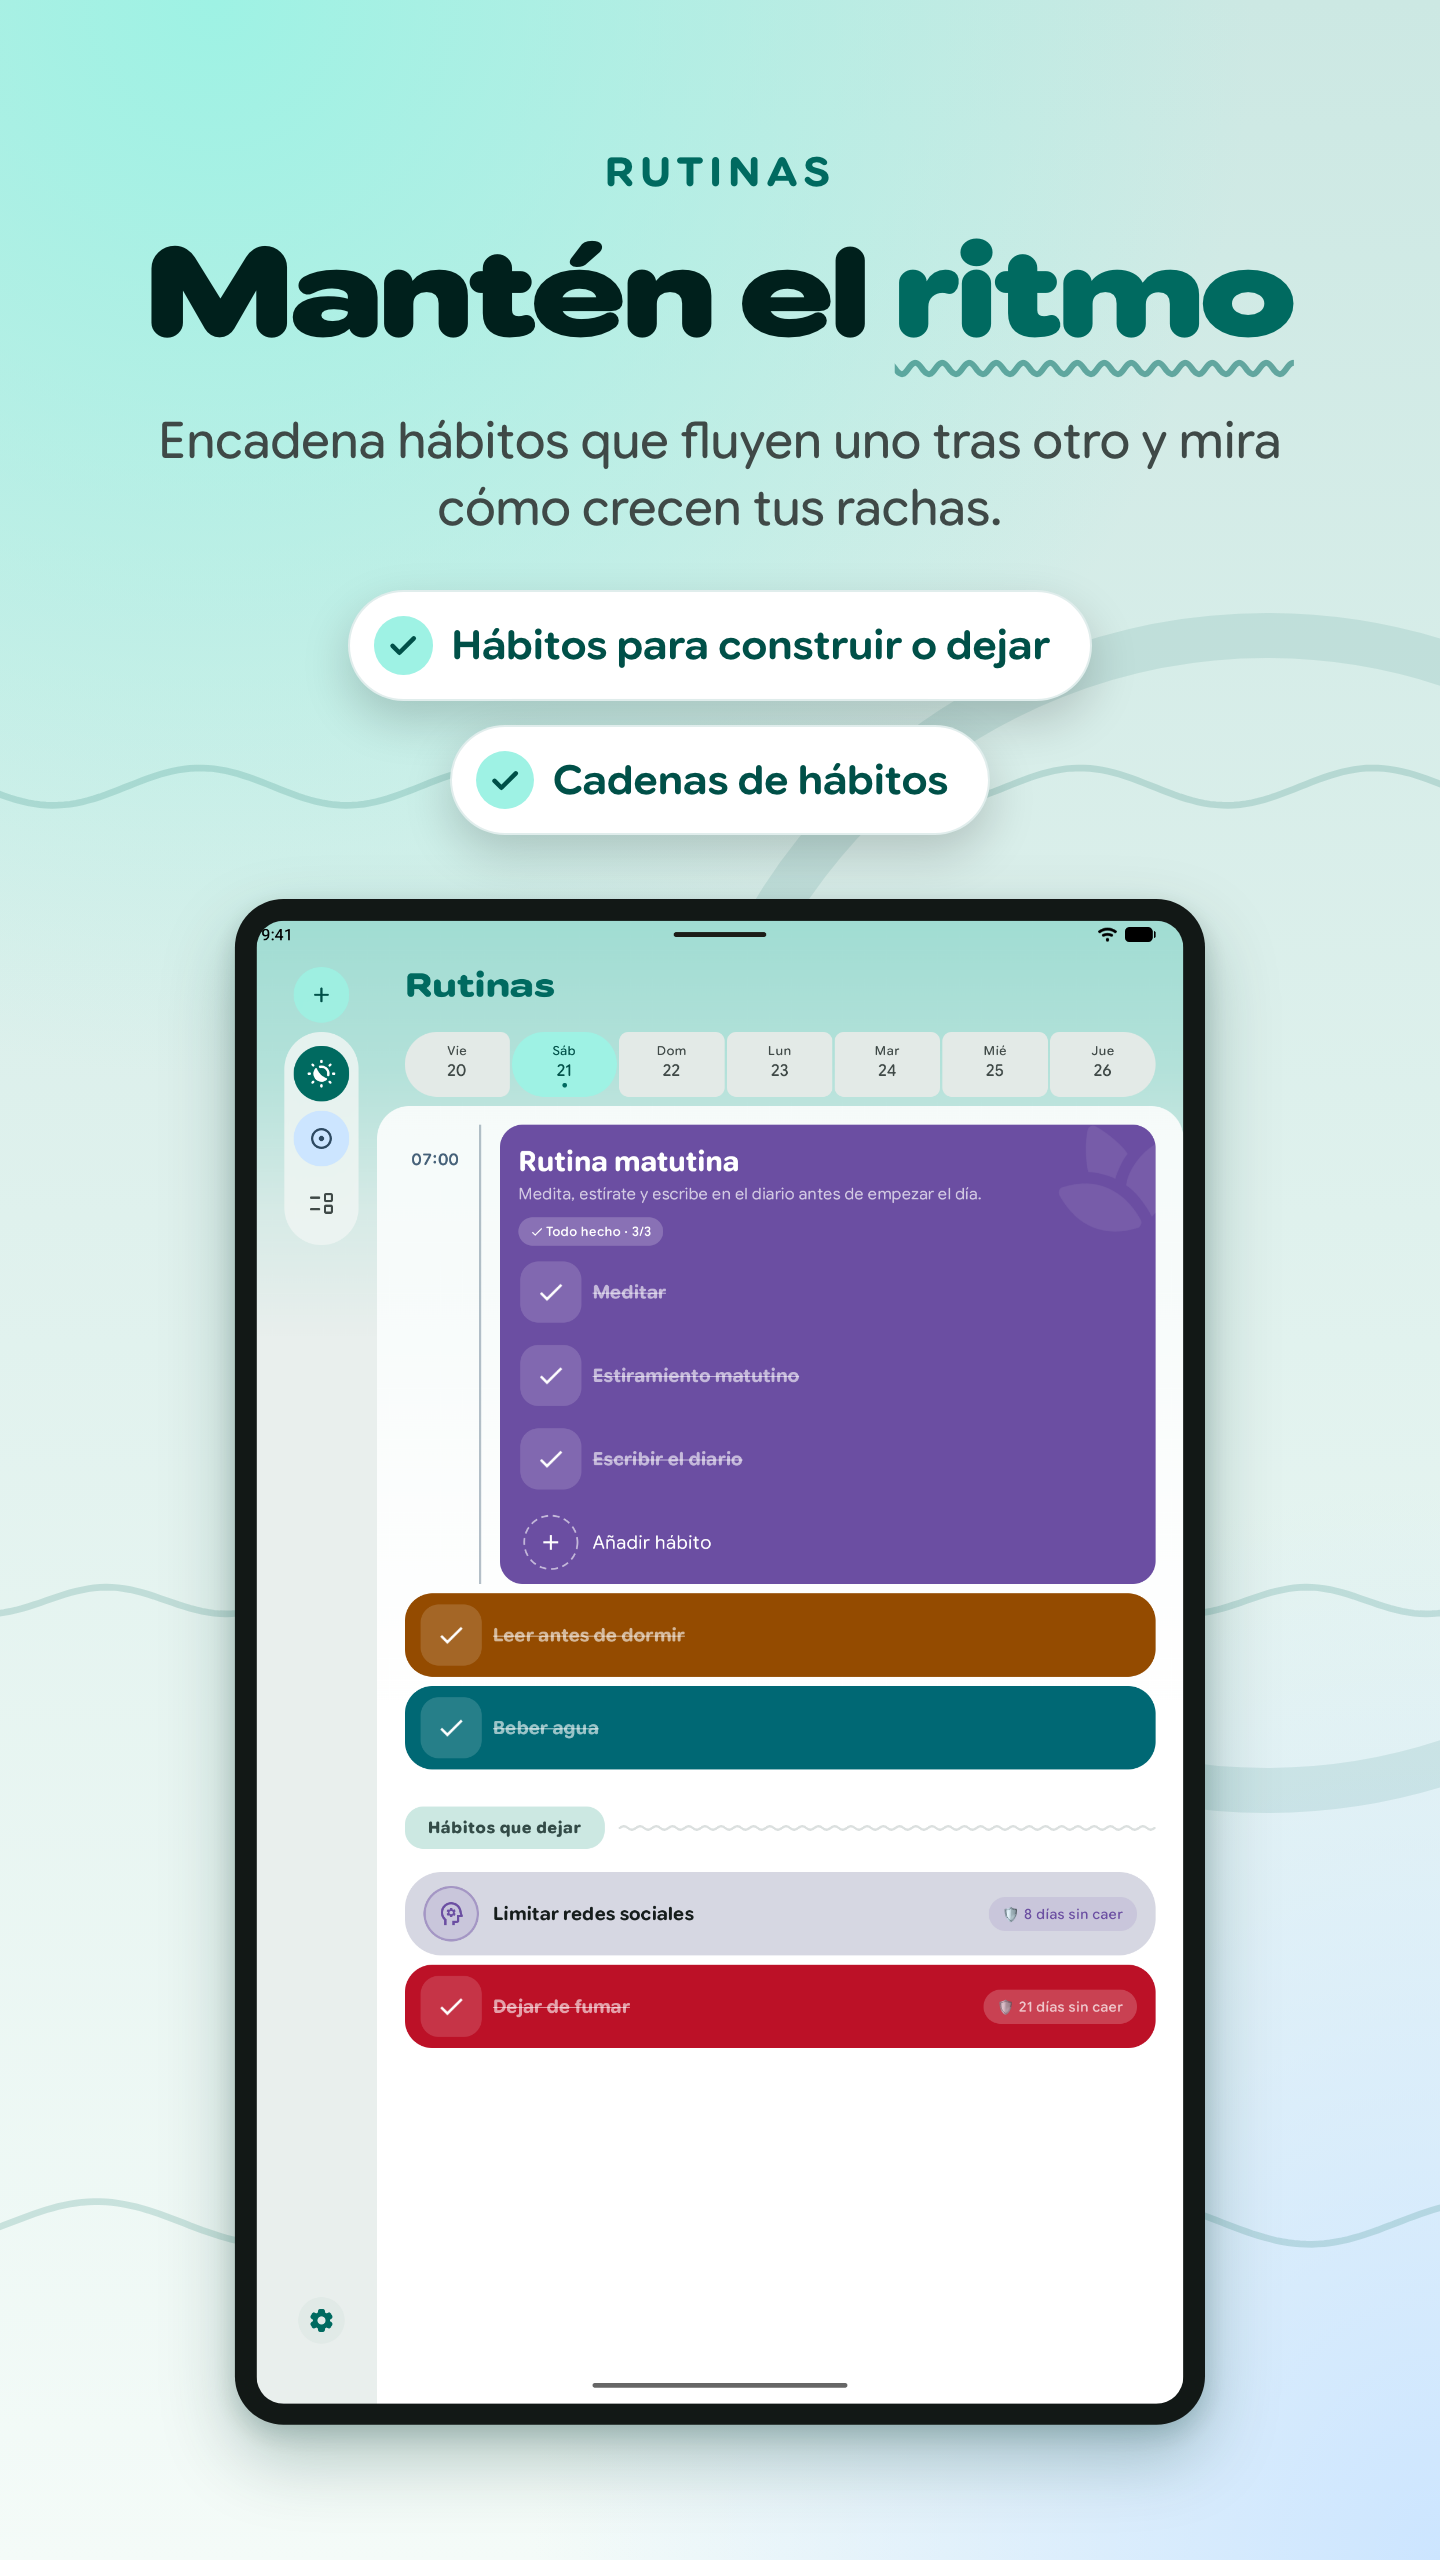 RUTINAS
Mantén el ritmo
Encadena hábitos que fluyen uno tras otro y mira
cómo crecen tus rachas.
Hábitos para construir o dejar
Cadenas de hábitos
9:41
Rutinas
Vie Sáb Dom Lun Mar Mié Jue
20 21 22 23 24 25 26
07:00
Rutina matutina
Medita, estírate y escribe en el diario antes de empezar el día.
Todo hecho · 3/3
Meditar
Estiramiento matutino
Escribir el diario
Añadir hábito
Leer antes de dormir
Beber agua
Hábitos que dejar
Limitar redes sociales
8 días sin caer
Dejar de fumar
21 días sin caer